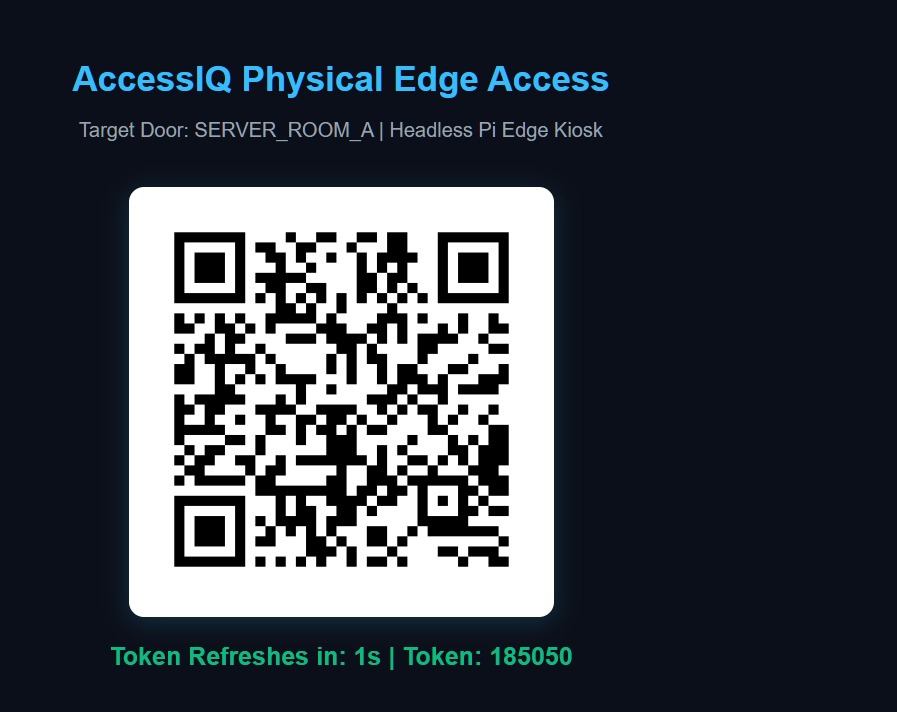 AccessIQ Physical Edge Access
Target Door: SERVER_ROOM_A | Headless Pi Edge Kiosk
Token Refreshes in: 1s | Token: 185050